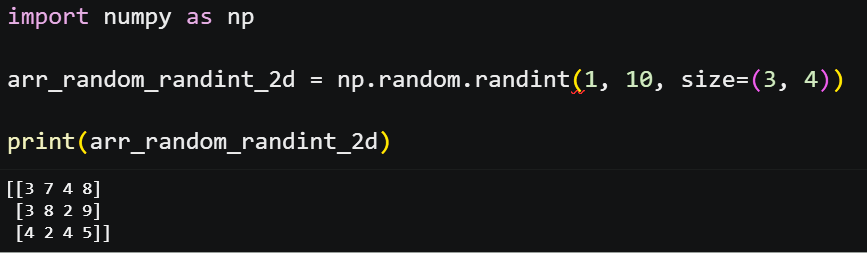 import numpy as np
arr_random_randint_2d = np.random.randint(1, 10, size=(3, 4))
print(arr_random_randint_2d)
[[3 7 4 8]
 [3 8 2 9]
 [4 2 4 5]]